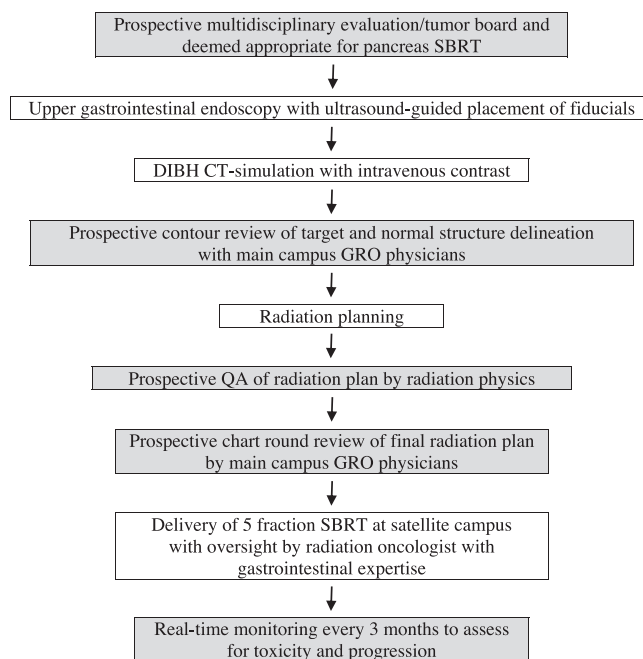 Prospective multidisciplinary evaluation/tumor board and
deemed appropriate for pancreas SBRT
Upper gastrointestinal endoscopy with ultrasound-guided placement of fiducials
DIBH CT-simulation with intravenous contrast
Prospective contour review of target and normal structure delineation
with main campus GRO physicians
Radiation planning
Prospective QA of radiation plan by radiation physics
Prospective chart round review of final radiation plan
by main campus GRO physicians
Delivery of 5 fraction SBRT at satellite campus
with oversight by radiation oncologist with
gastrointestinal expertise
Real-time monitoring every 3 months to assess
for toxicity and progression